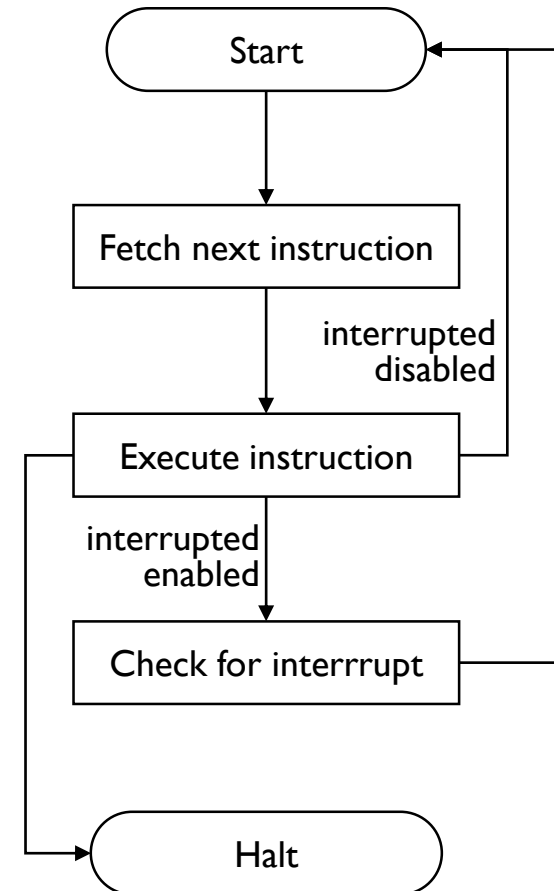 Start
Fetch next instruction
interrupted
disabled
Execute instruction
interrupted
enabled
Check for interrrupt
Halt